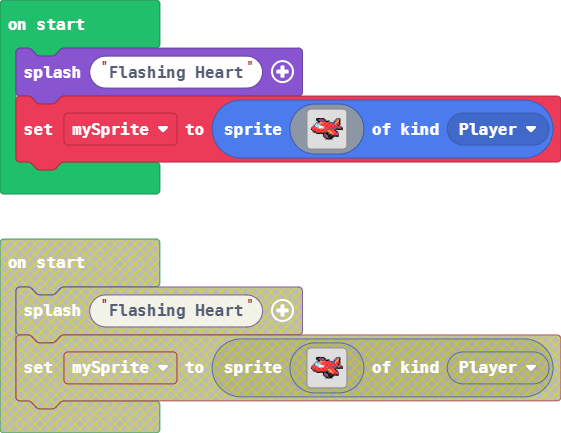 on start
splash "Flashing Heart"
set mySprite to sprite of kind Player
on start
splash "Flashing Heart"
set mySprite to sprite of kind Player